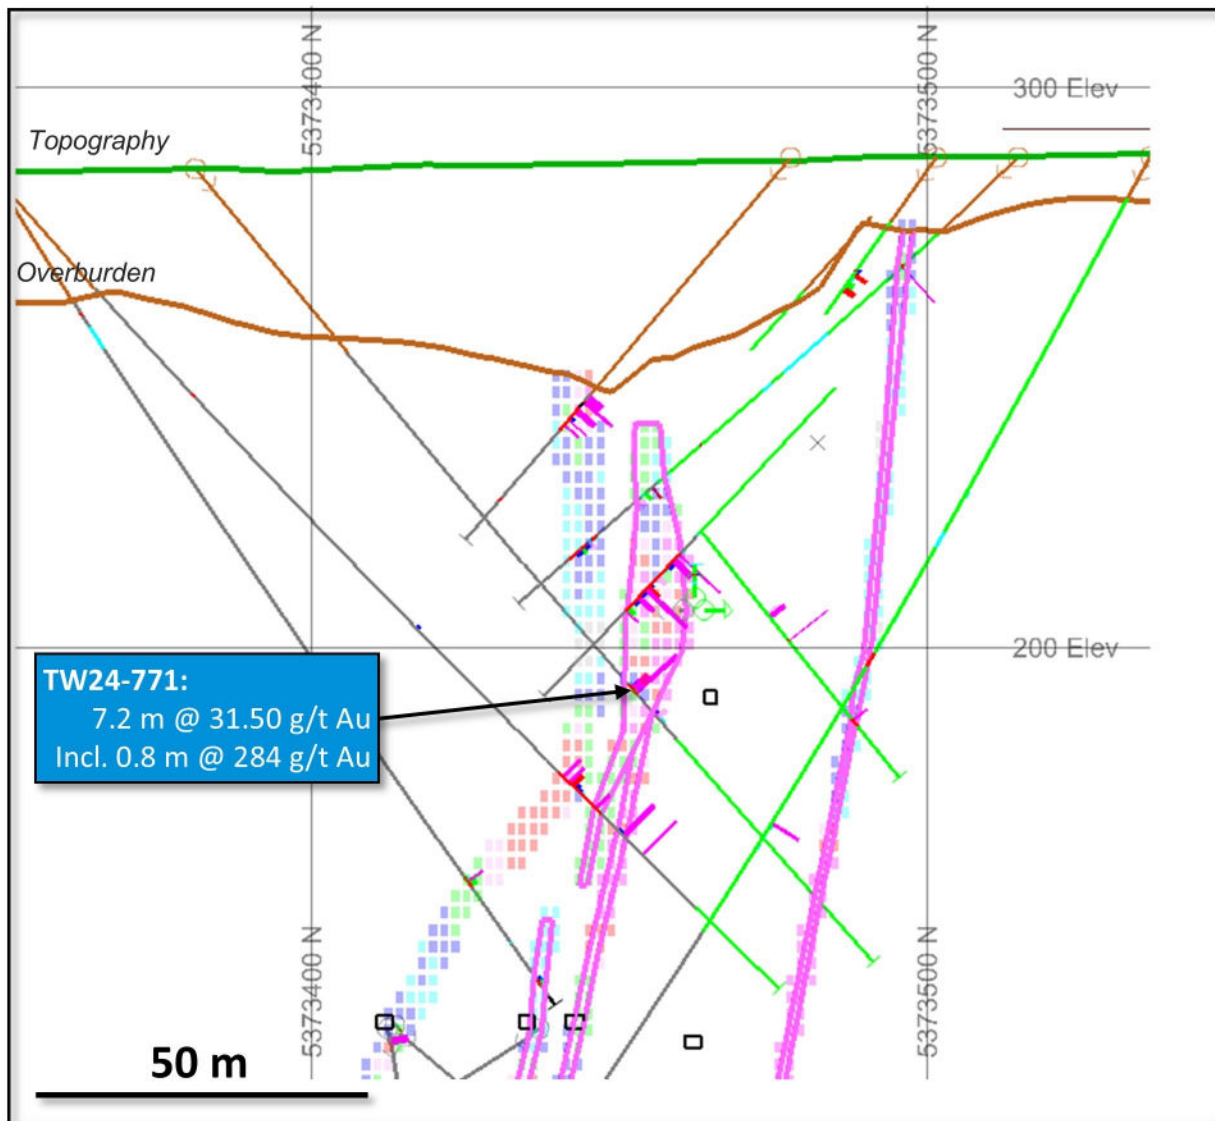 5373400 N
5373500 N
300 Elev
Topography
Overburden
200 Elev
TW24-771:
7.2 m @ 31.50 g/t Au
Incl. 0.8 m @ 284 g/t Au
5373400 N
5373500 N
50 m